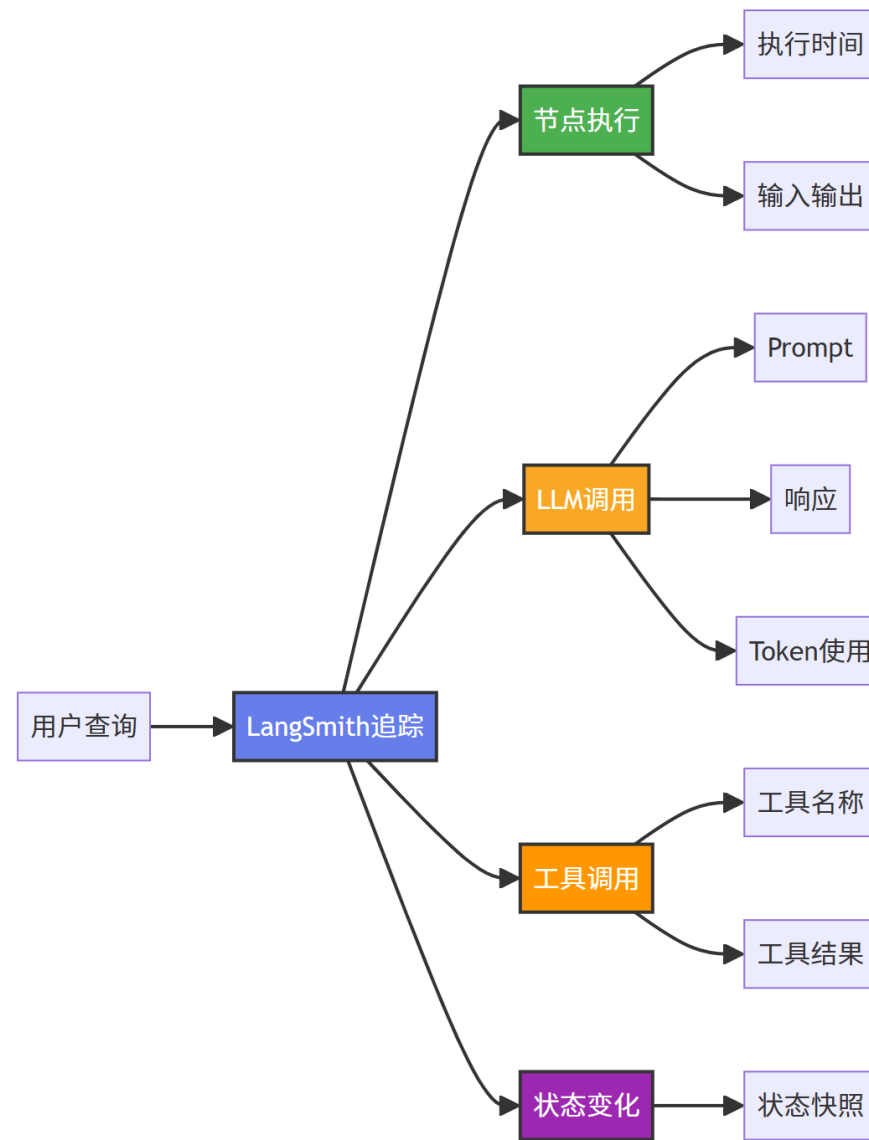 用户查询
LangSmith追踪
节点执行
执行时间
输入输出
LLM调用
Prompt
响应
Token使用
工具调用
工具名称
工具结果
状态变化
状态快照